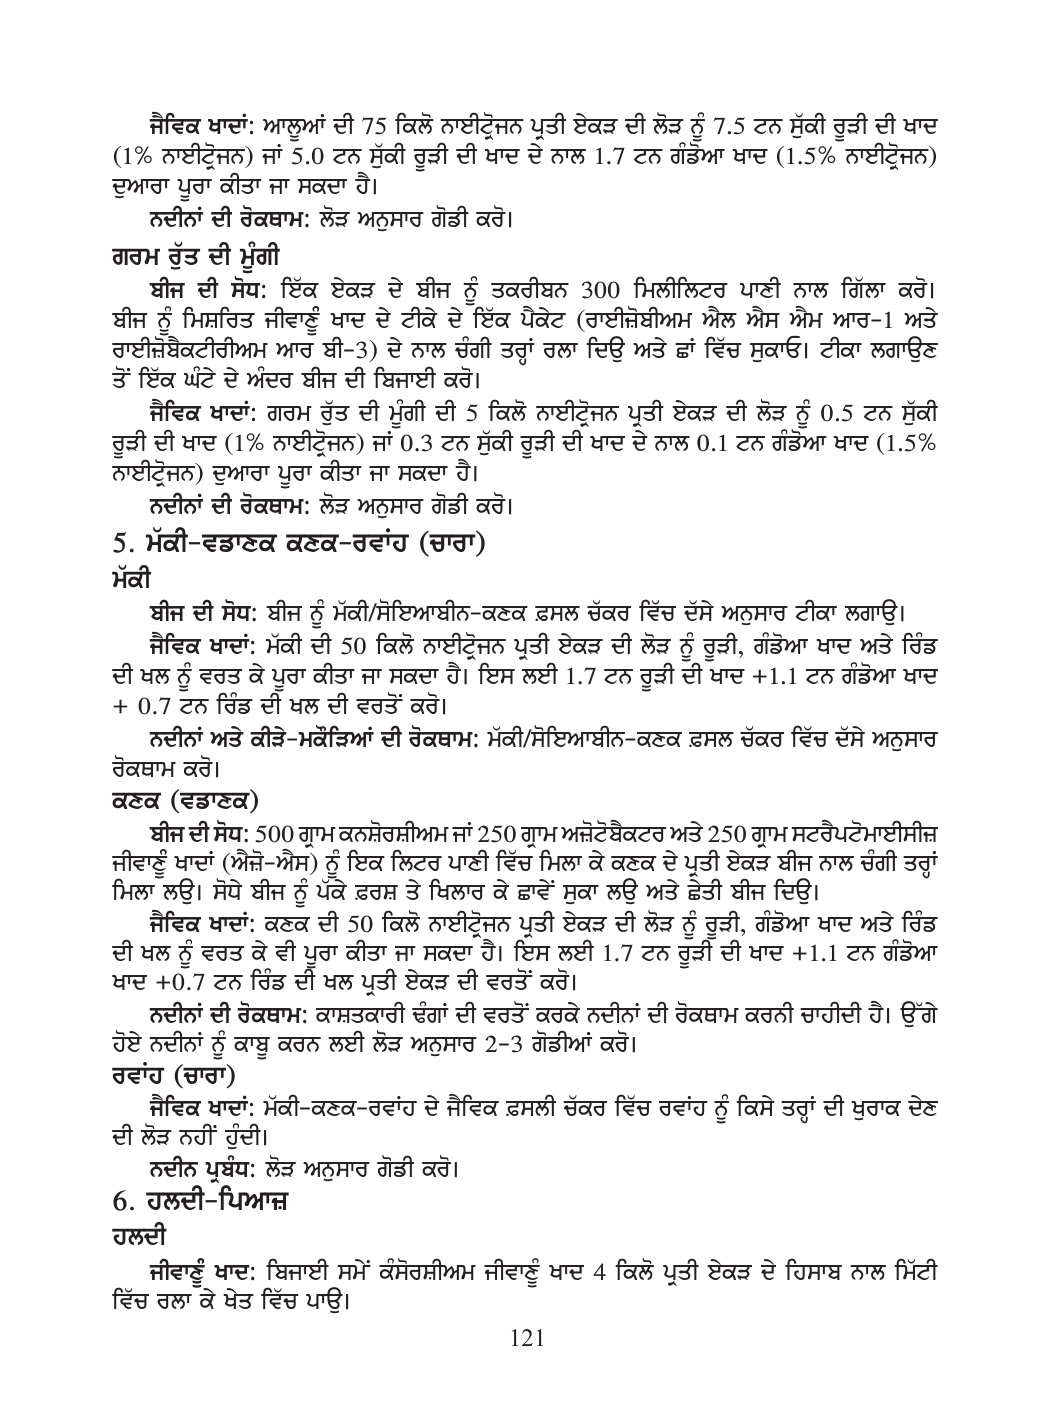 ਜੈਵਿਕ ਖਾਦਾਂ: ਆਲੂਆਂ ਦੀ 75 ਕਿਲੋ ਨਾਈਟ੍ਰੋਜਨ ਪ੍ਰਤੀ ਏਕੜ ਦੀ ਲੋੜ ਨੂੰ 7.5 ਟਨ ਸੁੱਕੀ ਰੂੜੀ ਦੀ ਖਾਦ
(1% ਨਾਈਟ੍ਰੋਜਨ) ਜਾਂ 5.0 ਟਨ ਸੁੱਕੀ ਰੂੜੀ ਦੀ ਖਾਦ ਦੇ ਨਾਲ 1.7 ਟਨ ਗੰਡੋਆ ਖਾਦ (1.5% ਨਾਈਟ੍ਰੋਜਨ)
ਦੁਆਰਾ ਪੂਰਾ ਕੀਤਾ ਜਾ ਸਕਦਾ ਹੈ।
ਨਦੀਨਾਂ ਦੀ ਰੋਕਥਾਮ: ਲੋੜ ਅਨੁਸਾਰ ਗੋਡੀ ਕਰੋ।
ਗਰਮ ਰੁੱਤ ਦੀ ਮੂੰਗੀ
ਬੀਜ ਦੀ ਸੋਧ: ਇੱਕ ਏਕੜ ਦੇ ਬੀਜ ਨੂੰ ਤਕਰੀਬਨ 300 ਮਿਲੀਲਿਟਰ ਪਾਣੀ ਨਾਲ ਗਿੱਲਾ ਕਰੋ।
ਬੀਜ ਨੂੰ ਮਿਸ਼ਰਿਤ ਜੀਵਾਣੂੰ ਖਾਦ ਦੇ ਟੀਕੇ ਦੇ ਇੱਕ ਪੈਕੇਟ (ਰਾਈਜ਼ੋਬੀਅਮ ਐਲ ਐਸ ਐਮ ਆਰ-1 ਅਤੇ
ਰਾਈਜ਼ੋਬੈਕਟੀਰੀਅਮ ਆਰ ਬੀ-3) ਦੇ ਨਾਲ ਚੰਗੀ ਤਰ੍ਹਾਂ ਰਲਾ ਦਿਉ ਅਤੇ ਛਾਂ ਵਿੱਚ ਸੁਕਾਓ। ਟੀਕਾ ਲਗਾਉਣ
ਤੋਂ ਇੱਕ ਘੰਟੇ ਦੇ ਅੰਦਰ ਬੀਜ ਦੀ ਬਿਜਾਈ ਕਰੋ।
ਜੈਵਿਕ ਖਾਦਾਂ: ਗਰਮ ਰੁੱਤ ਦੀ ਮੂੰਗੀ ਦੀ 5 ਕਿਲੋ ਨਾਈਟ੍ਰੋਜਨ ਪ੍ਰਤੀ ਏਕੜ ਦੀ ਲੋੜ ਨੂੰ 0.5 ਟਨ ਸੁੱਕੀ
ਰੂੜੀ ਦੀ ਖਾਦ (1% ਨਾਈਟ੍ਰੋਜਨ) ਜਾਂ 0.3 ਟਨ ਸੁੱਕੀ ਰੂੜੀ ਦੀ ਖਾਦ ਦੇ ਨਾਲ 0.1 ਟਨ ਗੰਡੋਆ ਖਾਦ (1.5%
ਨਾਈਟ੍ਰੋਜਨ) ਦੁਆਰਾ ਪੂਰਾ ਕੀਤਾ ਜਾ ਸਕਦਾ ਹੈ।
ਨਦੀਨਾਂ ਦੀ ਰੋਕਥਾਮ: ਲੋੜ ਅਨੁਸਾਰ ਗੋਡੀ ਕਰੋ।
5. ਮੱਕੀ-ਵਡਾਣਕ ਕਣਕ-ਰਵਾਂਹ (ਚਾਰਾ)
ਮੱਕੀ
ਬੀਜ ਦੀ ਸੋਧ: ਬੀਜ ਨੂੰ ਮੱਕੀ/ਸੋਇਆਬੀਨ-ਕਣਕ ਫ਼ਸਲ ਚੱਕਰ ਵਿੱਚ ਦੱਸੇ ਅਨੁਸਾਰ ਟੀਕਾ ਲਗਾਉ।
ਜੈਵਿਕ ਖਾਦਾਂ: ਮੱਕੀ ਦੀ 50 ਕਿਲੋ ਨਾਈਟ੍ਰੋਜਨ ਪ੍ਰਤੀ ਏਕੜ ਦੀ ਲੋੜ ਨੂੰ ਰੂੜੀ, ਗੰਡੋਆ ਖਾਦ ਅਤੇ ਰਿੰਡ
ਦੀ ਖਲ ਨੂੰ ਵਰਤ ਕੇ ਪੂਰਾ ਕੀਤਾ ਜਾ ਸਕਦਾ ਹੈ। ਇਸ ਲਈ 1.7 ਟਨ ਰੂੜੀ ਦੀ ਖਾਦ +1.1 ਟਨ ਗੰਡੋਆ ਖਾਦ
+ 0.7 ਟਨ ਰਿੰਡ ਦੀ ਖਲ ਦੀ ਵਰਤੋਂ ਕਰੋ।
ਨਦੀਨਾਂ ਅਤੇ ਕੀੜੇ-ਮਕੌੜਿਆਂ ਦੀ ਰੋਕਥਾਮ: ਮੱਕੀ/ਸੋਇਆਬੀਨ-ਕਣਕ ਫ਼ਸਲ ਚੱਕਰ ਵਿੱਚ ਦੱਸੇ ਅਨੁਸਾਰ
ਰੋਕਥਾਮ ਕਰੋ।
ਕਣਕ (ਵਡਾਣਕ)
ਬੀਜ ਦੀ ਸੋਧ: 500 ਗ੍ਰਾਮ ਕਨਸ਼ੋਰਸ਼ੀਅਮ ਜਾਂ 250 ਗ੍ਰਾਮ ਅਜ਼ੋਟੋਬੈਕਟਰ ਅਤੇ 250 ਗ੍ਰਾਮ ਸਟਰੈਪਟੋਮਾਈਸੀਜ਼
ਜੀਵਾਣੂੰ ਖਾਦਾਂ (ਐਜ਼ੋ-ਐਸ) ਨੂੰ ਇਕ ਲਿਟਰ ਪਾਣੀ ਵਿੱਚ ਮਿਲਾ ਕੇ ਕਣਕ ਦੇ ਪ੍ਰਤੀ ਏਕੜ ਬੀਜ ਨਾਲ ਚੰਗੀ ਤਰ੍ਹਾਂ
ਮਿਲਾ ਲਉ। ਸੋਧੇ ਬੀਜ ਨੂੰ ਪੱਕੇ ਫ਼ਰਸ਼ ਤੇ ਖਿਲਾਰ ਕੇ ਛਾਵੇਂ ਸੁਕਾ ਲਉ ਅਤੇ ਛੇਤੀ ਬੀਜ ਦਿਉ।
ਜੈਵਿਕ ਖਾਦਾਂ: ਕਣਕ ਦੀ 50 ਕਿਲੋ ਨਾਈਟ੍ਰੋਜਨ ਪ੍ਰਤੀ ਏਕੜ ਦੀ ਲੋੜ ਨੂੰ ਰੂੜੀ, ਗੰਡੋਆ ਖਾਦ ਅਤੇ ਰਿੰਡ
ਦੀ ਖਲ ਨੂੰ ਵਰਤ ਕੇ ਵੀ ਪੂਰਾ ਕੀਤਾ ਜਾ ਸਕਦਾ ਹੈ। ਇਸ ਲਈ 1.7 ਟਨ ਰੂੜੀ ਦੀ ਖਾਦ +1.1 ਟਨ ਗੰਡੋਆ
ਖਾਦ +0.7 ਟਨ ਰਿੰਡ ਦੀ ਖਲ ਪ੍ਰਤੀ ਏਕੜ ਦੀ ਵਰਤੋਂ ਕਰੋ।
ਨਦੀਨਾਂ ਦੀ ਰੋਕਥਾਮ: ਕਾਸ਼ਤਕਾਰੀ ਢੰਗਾਂ ਦੀ ਵਰਤੋਂ ਕਰਕੇ ਨਦੀਨਾਂ ਦੀ ਰੋਕਥਾਮ ਕਰਨੀ ਚਾਹੀਦੀ ਹੈ। ਉੱਗੇ
ਹੋਏ ਨਦੀਨਾਂ ਨੂੰ ਕਾਬੂ ਕਰਨ ਲਈ ਲੋੜ ਅਨੁਸਾਰ 2-3 ਗੋਡੀਆਂ ਕਰੋ।
ਰਵਾਂਹ (ਚਾਰਾ)
ਜੈਵਿਕ ਖਾਦਾਂ: ਮੱਕੀ-ਕਣਕ-ਰਵਾਂਹ ਦੇ ਜੈਵਿਕ ਫ਼ਸਲੀ ਚੱਕਰ ਵਿੱਚ ਰਵਾਂਹ ਨੂੰ ਕਿਸੇ ਤਰ੍ਹਾਂ ਦੀ ਖੁਰਾਕ ਦੇਣ
ਦੀ ਲੋੜ ਨਹੀਂ ਹੁੰਦੀ।
ਨਦੀਨ ਪ੍ਰਬੰਧ: ਲੋੜ ਅਨੁਸਾਰ ਗੋਡੀ ਕਰੋ।
6. ਹਲਦੀ-ਪਿਆਜ਼
ਹਲਦੀ
ਜੀਵਾਣੂੰ ਖਾਦ: ਬਿਜਾਈ ਸਮੇਂ ਕੰਸੋਰਸ਼ੀਅਮ ਜੀਵਾਣੂੰ ਖਾਦ 4 ਕਿਲੋ ਪ੍ਰਤੀ ਏਕੜ ਦੇ ਹਿਸਾਬ ਨਾਲ ਮਿੱਟੀ
ਵਿੱਚ ਰਲਾ ਕੇ ਖੇਤ ਵਿੱਚ ਪਾਉ।
121